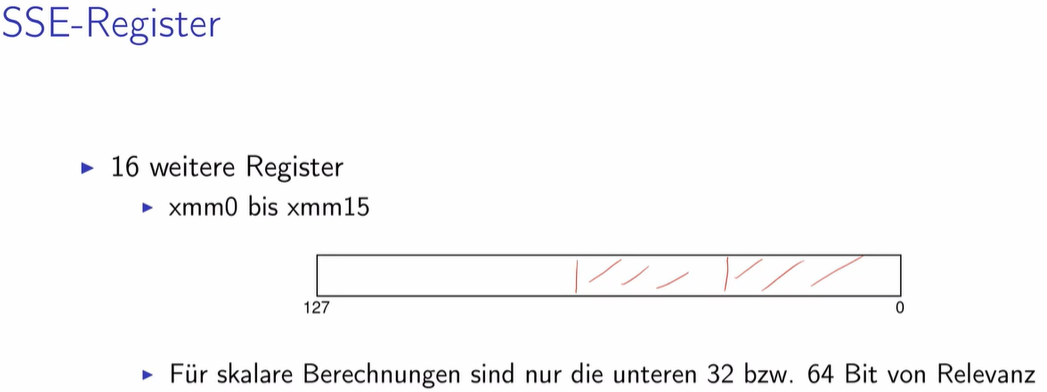 SSE-Register
▶ 16 weitere Register
▶ xmm0 bis xmm15
127 0
▶ Für skalare Berechnungen sind nur die unteren 32 bzw. 64 Bit von Relevanz